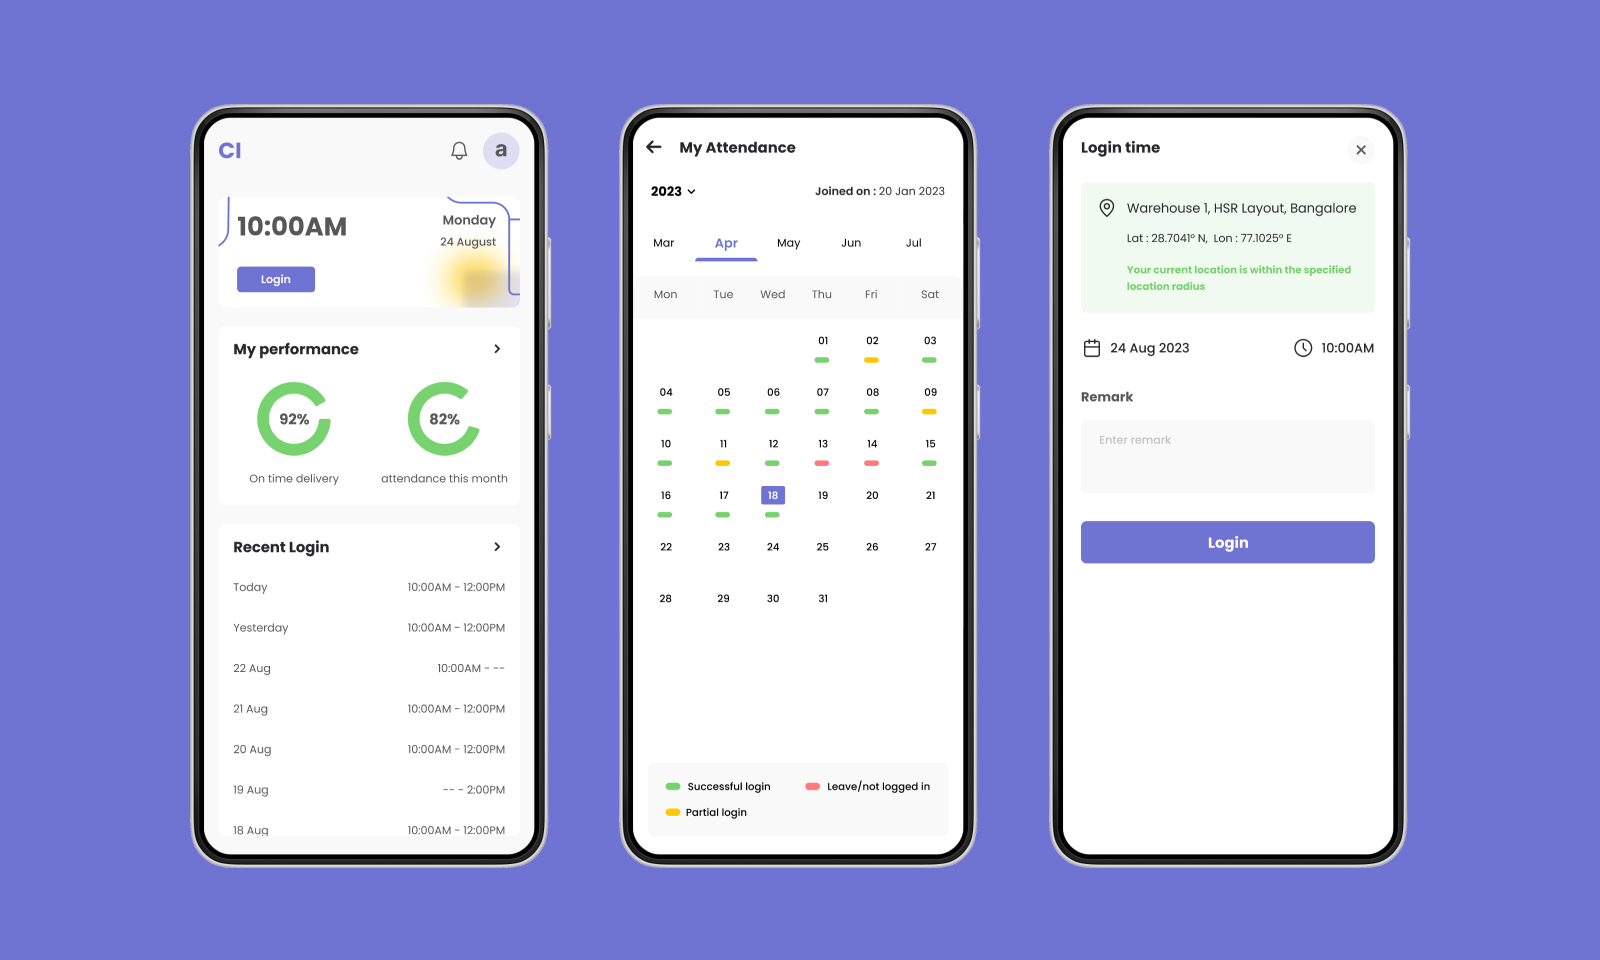 CI
a
10:00AM
Monday
24 August
Login
My performance
92%
82%
On time delivery
attendance this month
Recent Login
Today 10:00AM - 12:00PM
Yesterday 10:00AM - 12:00PM
22 Aug 10:00AM - --
21 Aug 10:00AM - 12:00PM
20 Aug 10:00AM - 12:00PM
19 Aug -- - 2:00PM
18 Aug 10:00AM - 12:00PM
My Attendance
2023 Joined on : 20 Jan 2023
Mar Apr May Jun Jul
Mon Tue Wed Thu Fri Sat
01 02 03
04 05 06 07 08 09
10 11 12 13 14 15
16 17 18 19 20 21
22 23 24 25 26 27
28 29 30 31
Successful login Leave/not logged in
Partial login
Login time
Warehouse 1, HSR Layout, Bangalore
Lat : 28.7041° N, Lon : 77.1025° E
Your current location is within the specified
location radius
24 Aug 2023 10:00AM
Remark
Enter remark
Login